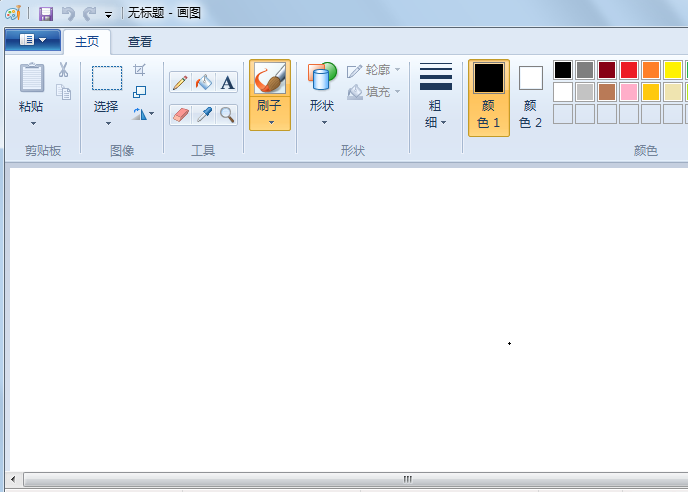 无标题 - 画图
主页 查看
粘贴
选择
A
刷子
形状
轮廓
填充
粗
细
颜
色 1
颜
色 2
剪贴板 图像 工具 形状 颜色